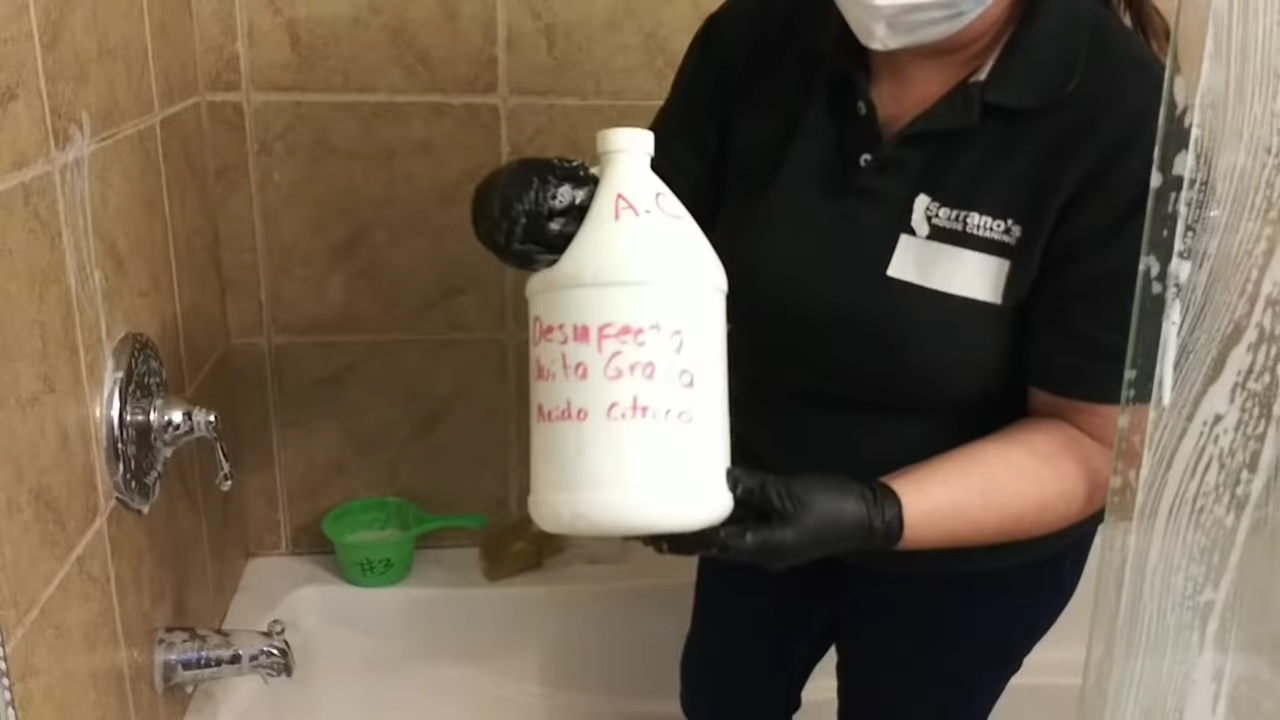 A.C
Desinfecta
Quita Grasa
Acido Citrico
Serrano's
HOUSE CLEANING
#3